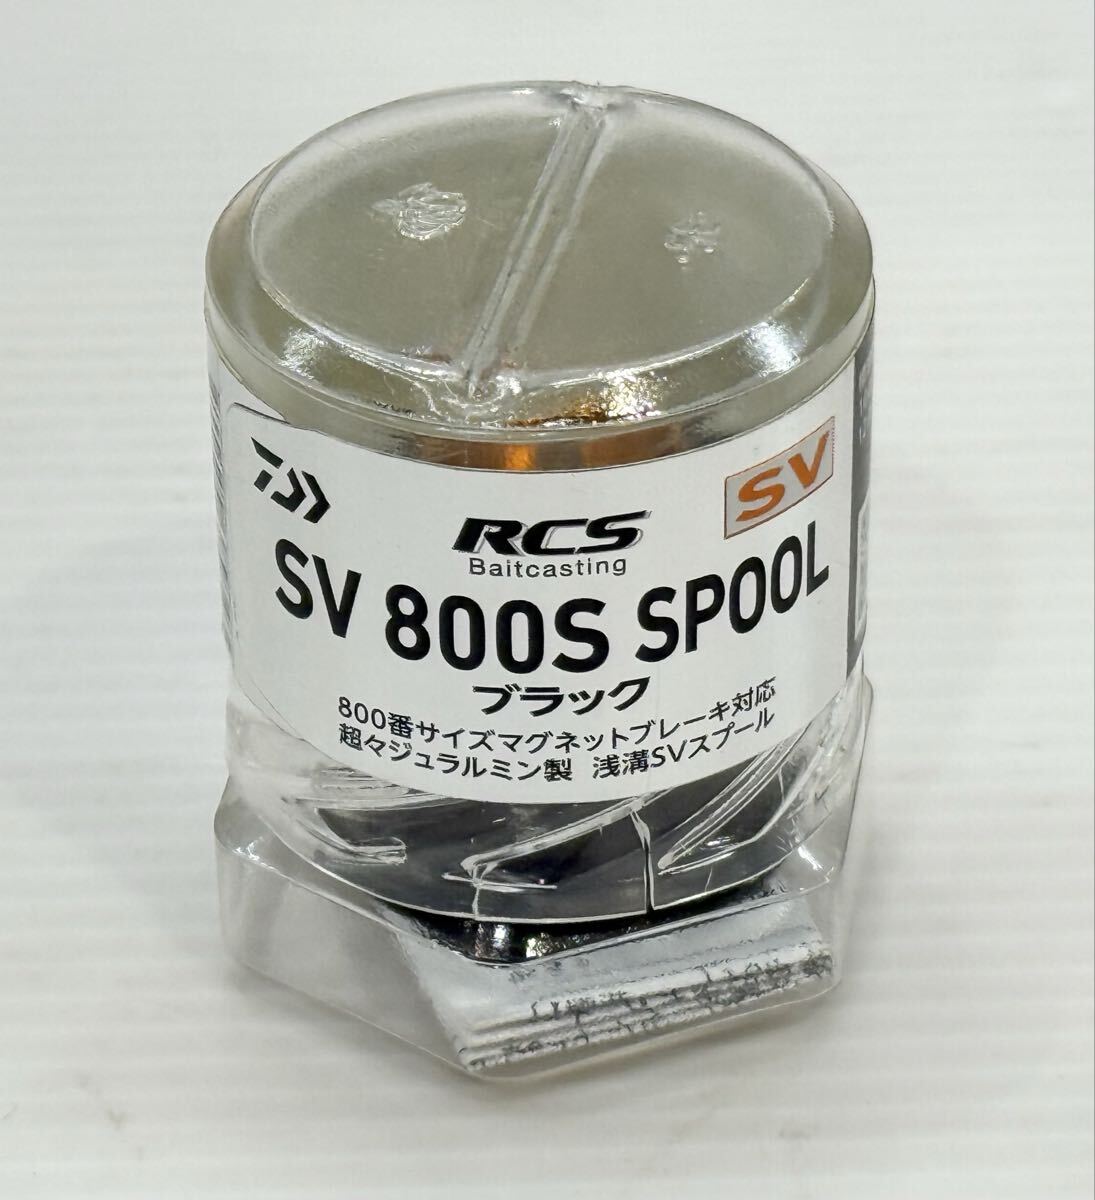 SV
RCS
Baitcasting
SV 800S SPOOL
ブラック
800番サイズマグネットブレーキ対応
超々ジュラルミン製 浅溝SVスプール